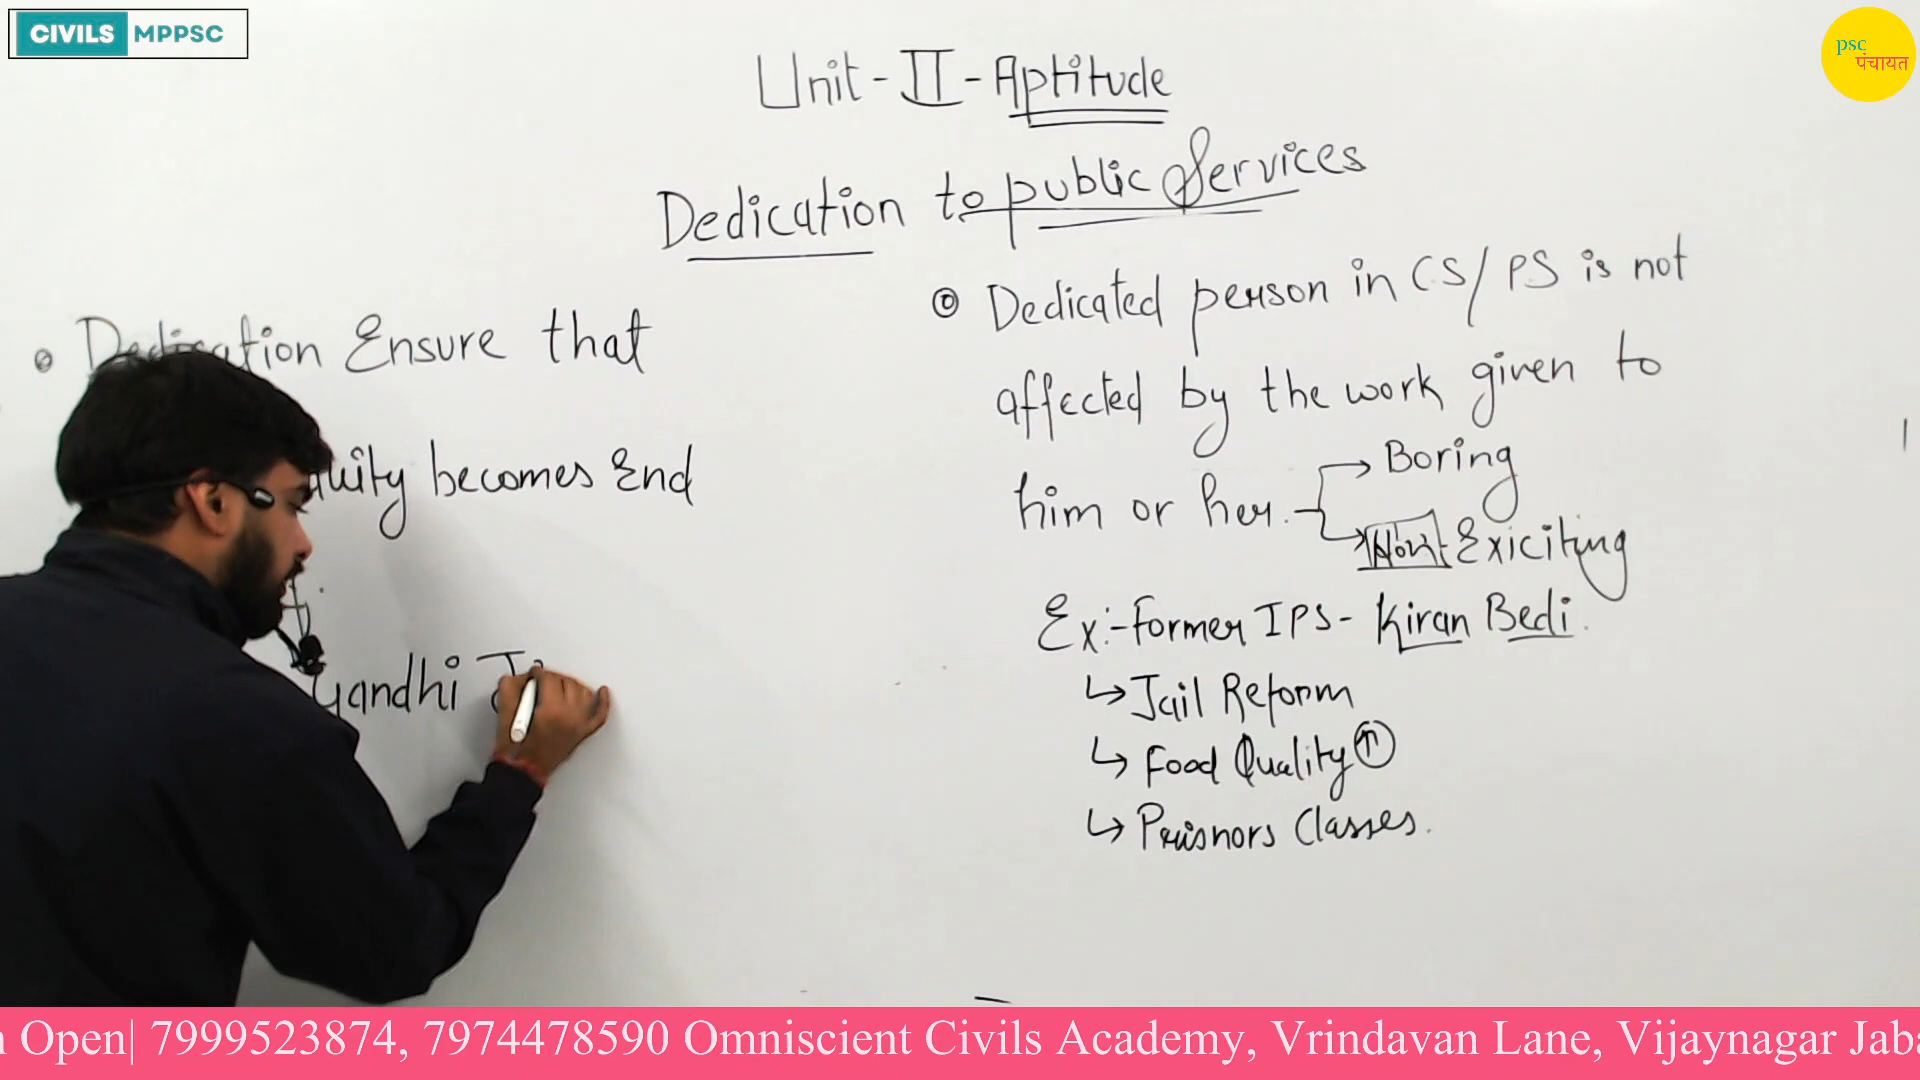 CIVILS MPPSC
psc
पंचायत
Unit-II-Aptitude
Dedication to public Services
Dedication Ensure that
becomes End
Gandhi
Dedicated person in CS/PS is not
affected by the work given to
him or her.
Boring
Non-Exiciting
Ex:-Former IPS- Kiran Bedi.
Jail Reform
Food Quality
Prisnors Classes.
Open| 7999523874, 7974478590 Omniscient Civils Academy, Vrindavan Lane, Vijaynagar